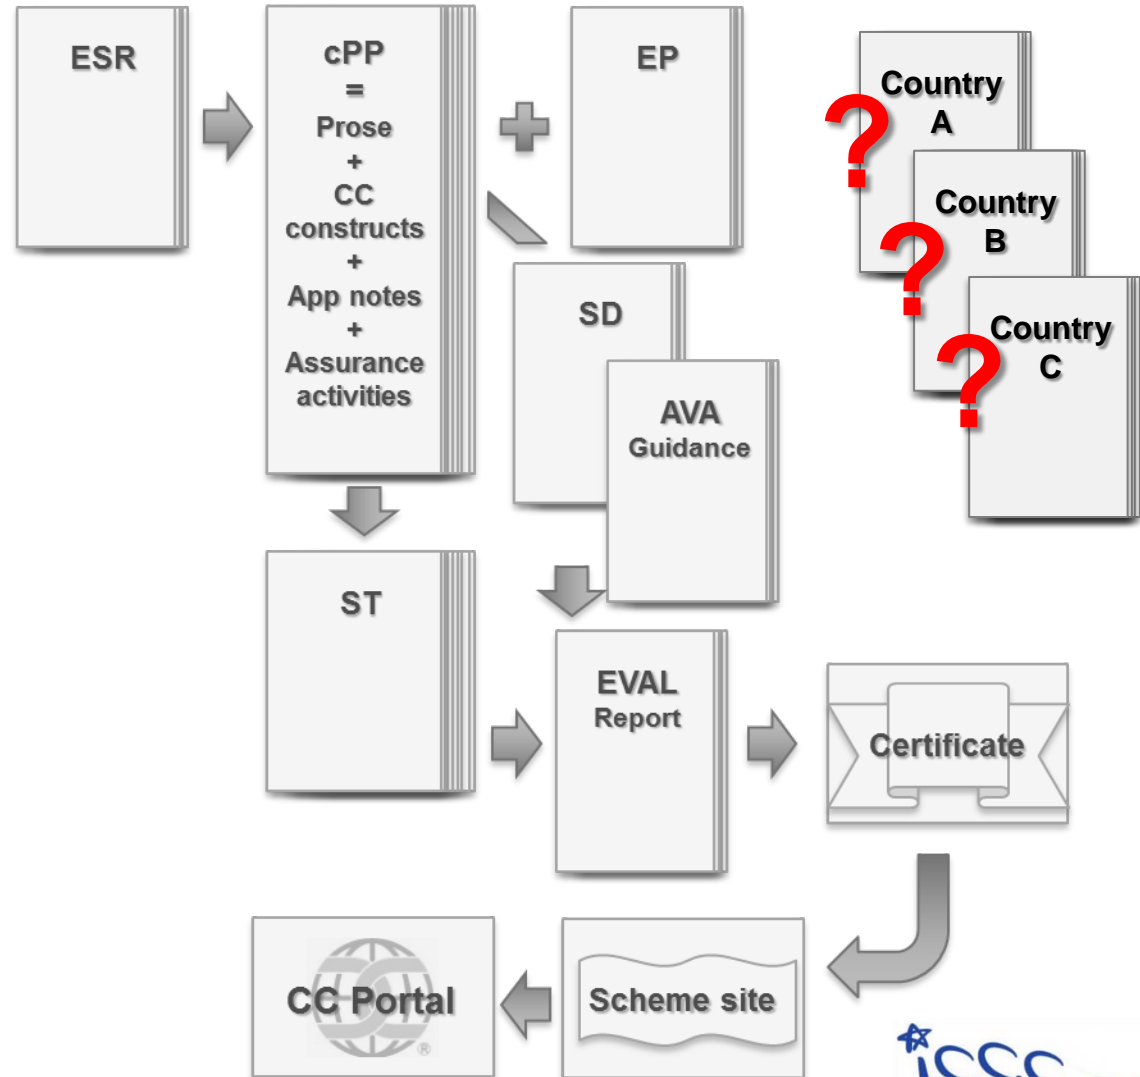 ESR
cPP
=
Prose
+
CC
constructs
+
App notes
+
Assurance
activities
EP
Country
A
?
Country
B
?
Country
C
?
SD
AVA
Guidance
ST
EVAL
Report
Certificate
CC Portal
®
Scheme site
iCCC